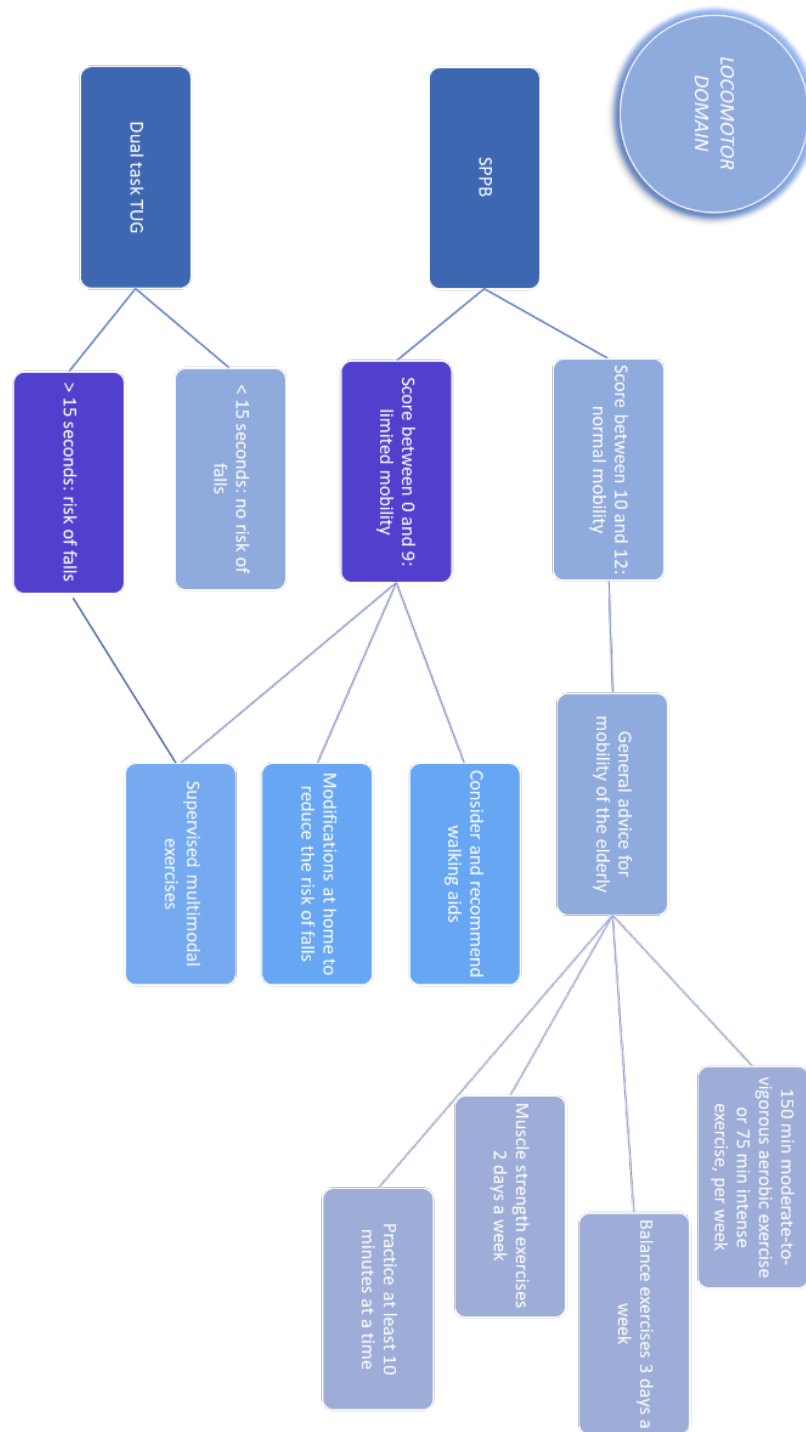 LOCOMOTOR
DOMAIN
SPPB
Score between 10 and 12:
normal mobility
General advice for
mobility of the elderly
150 min moderate-to-
vigorous aerobic exercise
or 75 min intense
exercise, per week
Balance exercises 3 days a
week
Muscle strength exercises
2 days a week
Practice at least 10
minutes at a time
Score between 0 and 9:
limited mobility
Consider and recommend
walking aids
Modifications at home to
reduce the risk of falls
Supervised multimodal
exercises
Dual task TUG
< 15 seconds: no risk of
falls
> 15 seconds: risk of falls